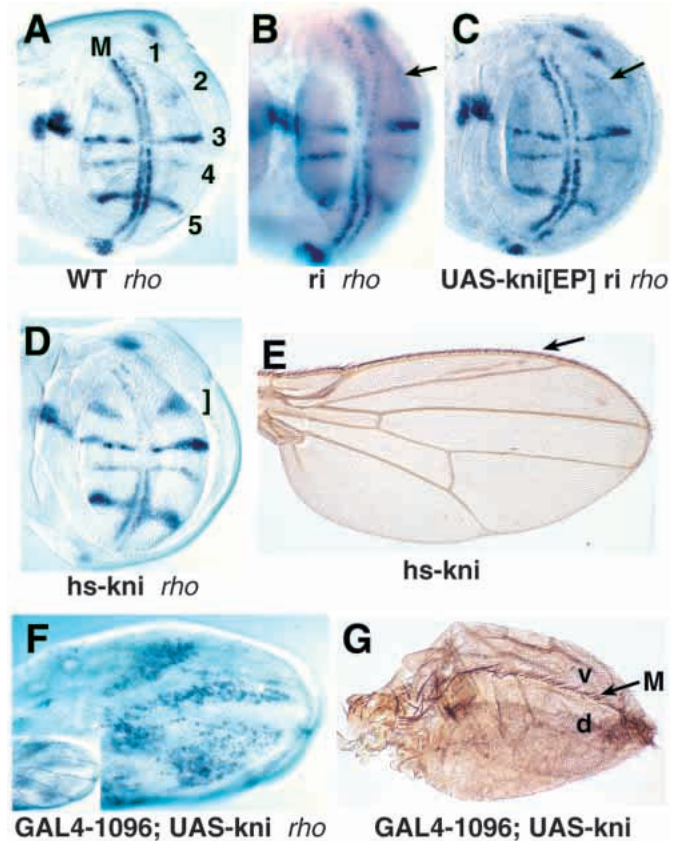 A
M
1
2
3
4
5
WT rho
B
ri rho
C
UAS-kni[EP] ri rho
D
]
hs-kni rho
E
hs-kni
F
GAL4-1096; UAS-kni rho
G
v
M
d
GAL4-1096; UAS-kni